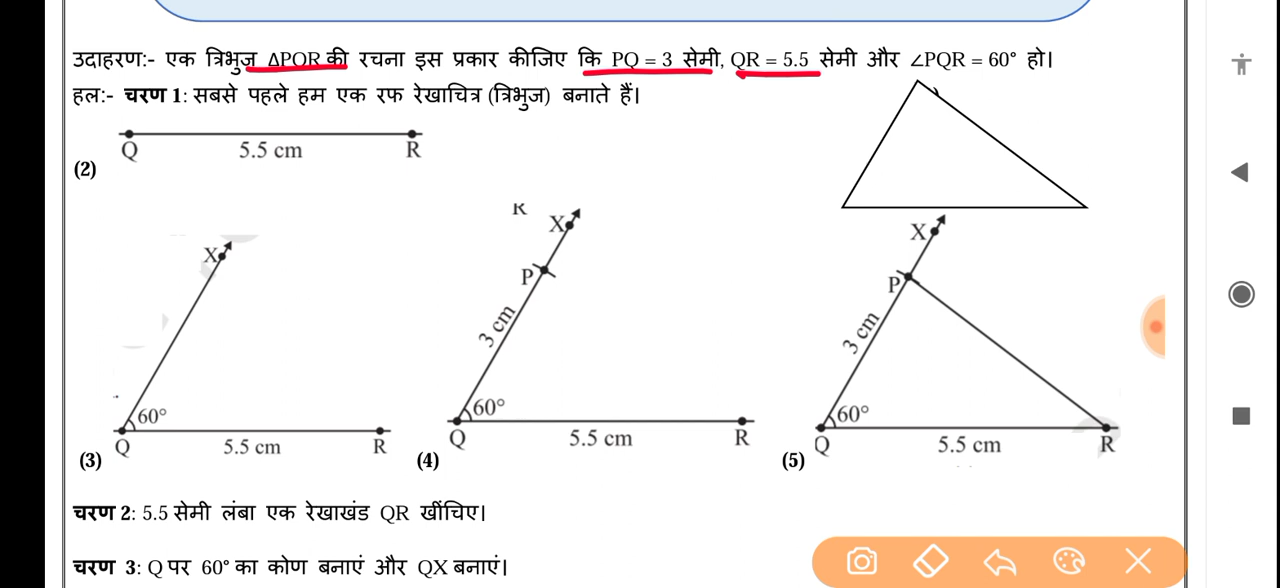 उदाहरण:- एक त्रिभुज ΔPQR की रचना इस प्रकार कीजिए कि PQ = 3 सेमी, QR = 5.5 सेमी और ∠PQR = 60° हो|
हल:- चरण 1: सबसे पहले हम एक रफ रेखाचित्र (त्रिभुज) बनाते हैं|
(2)
Q 5.5 cm R
(3)
X
60°
Q 5.5 cm R
(4)
X
P
3 cm
60°
Q 5.5 cm R
(5)
X
P
3 cm
60°
Q 5.5 cm R
चरण 2: 5.5 सेमी लंबा एक रेखाखंड QR खींचिए|
चरण 3: Q पर 60° का कोण बनाएं और QX बनाएं|